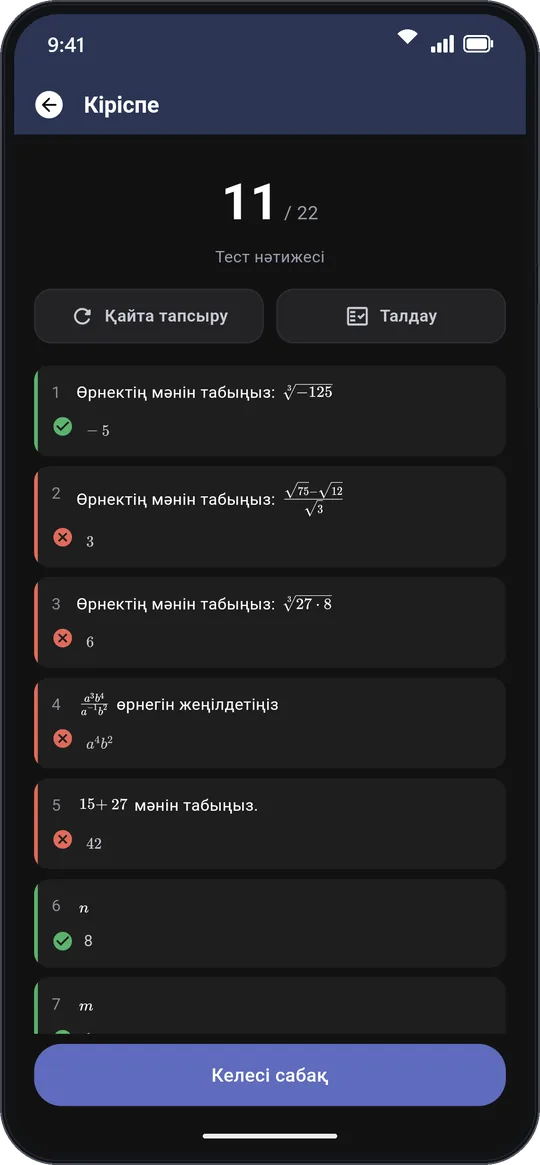 9:41
Кіріспе
11 / 22
Тест нәтижесі
Қайта тапсыру
Талдау
1 Өрнектің мәнін табыңыз: ∛(−125)
− 5
2 Өрнектің мәнін табыңыз: (√75−√12)/√3
3
3 Өрнектің мәнін табыңыз: ∛(27 · 8)
6
4 a³b⁴/a⁻¹b² өрнегін жеңілдетіңіз
a⁴b²
5 15+ 27 мәнін табыңыз.
42
6 n
8
7 m
Келесі сабақ